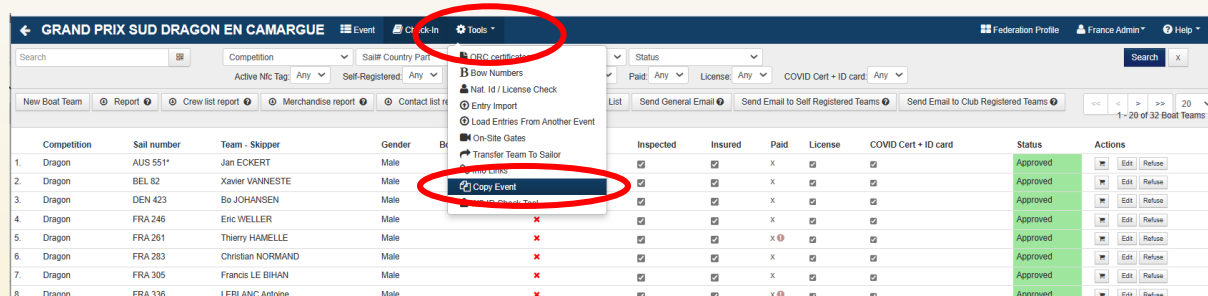 GRAND PRIX SUD DRAGON EN CAMARGUE Event Check-In Tools Federation Profile France Admin Help
Search Competition Sail# Country Part Status Search X
Active Nfc Tag: Any Self-Registered: Any Paid: Any License: Any COVID Cert + ID card: Any
New Boat Team Report Crew list report Merchandise report Contact list List Send General Email Send Email to Self Registered Teams Send Email to Club Registered Teams << < > >> 20
1 - 20 of 32 Boat Teams
ORC certificates
Bow Numbers
Nat. Id / License Check
Entry Import
Load Entries From Another Event
On-Site Gates
Transfer Team To Sailor
Info Links
Copy Event
Check Tool
Competition Sail number Team - Skipper Gender Inspected Insured Paid License COVID Cert + ID card Status Actions
1. Dragon AUS 551* Jan ECKERT Male X Approved Edit Refuse
2. Dragon BEL 82 Xavier VANNESTE Male X Approved Edit Refuse
3. Dragon DEN 423 Bo JOHANSEN Male X Approved Edit Refuse
4. Dragon FRA 246 Eric WELLER Male X Approved Edit Refuse
5. Dragon FRA 261 Thierry HAMELLE Male X Approved Edit Refuse
6. Dragon FRA 283 Christian NORMAND Male X Approved Edit Refuse
7. Dragon FRA 305 Francis LE BIHAN Male X Approved Edit Refuse
8. Dragon FRA 336 LEBLANC Antoine Male X Approved Edit Refuse